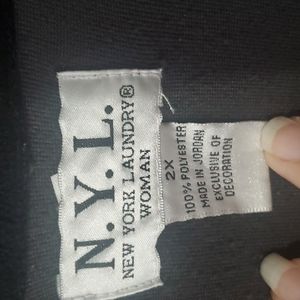 N.Y.L.
NEW YORK LAUNDRY®
WOMAN
2X
100% POLYESTER
MADE IN JORDAN
EXCLUSIVE OF
DECORATION